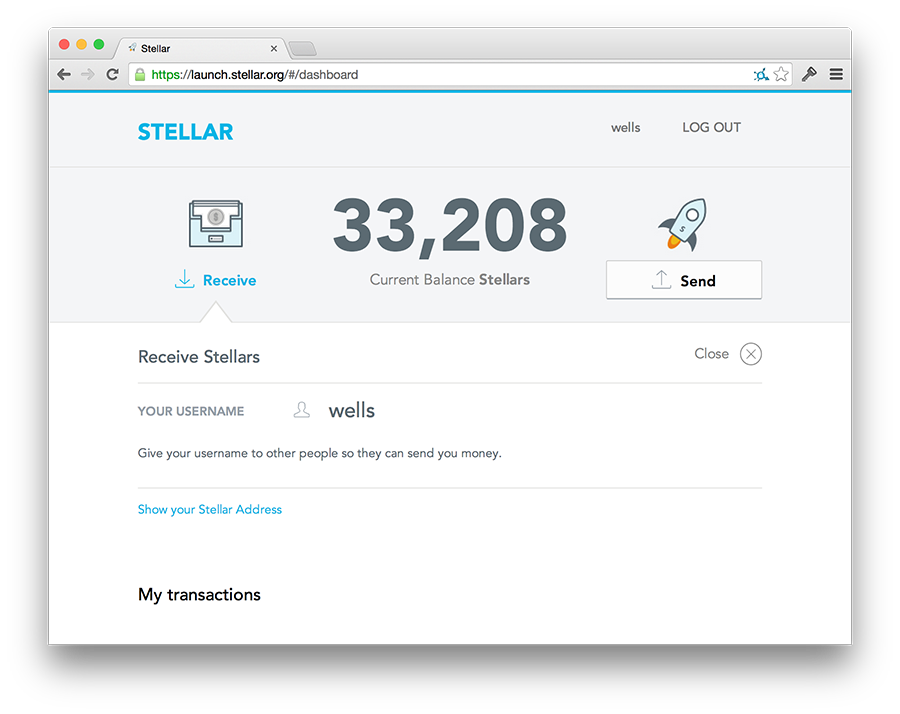 Stellar
https://launch.stellar.org/#/dashboard
STELLAR
wells
LOG OUT
33,208
Receive
Current Balance Stellars
Send
Receive Stellars
Close
YOUR USERNAME
wells
Give your username to other people so they can send you money.
Show your Stellar Address
My transactions